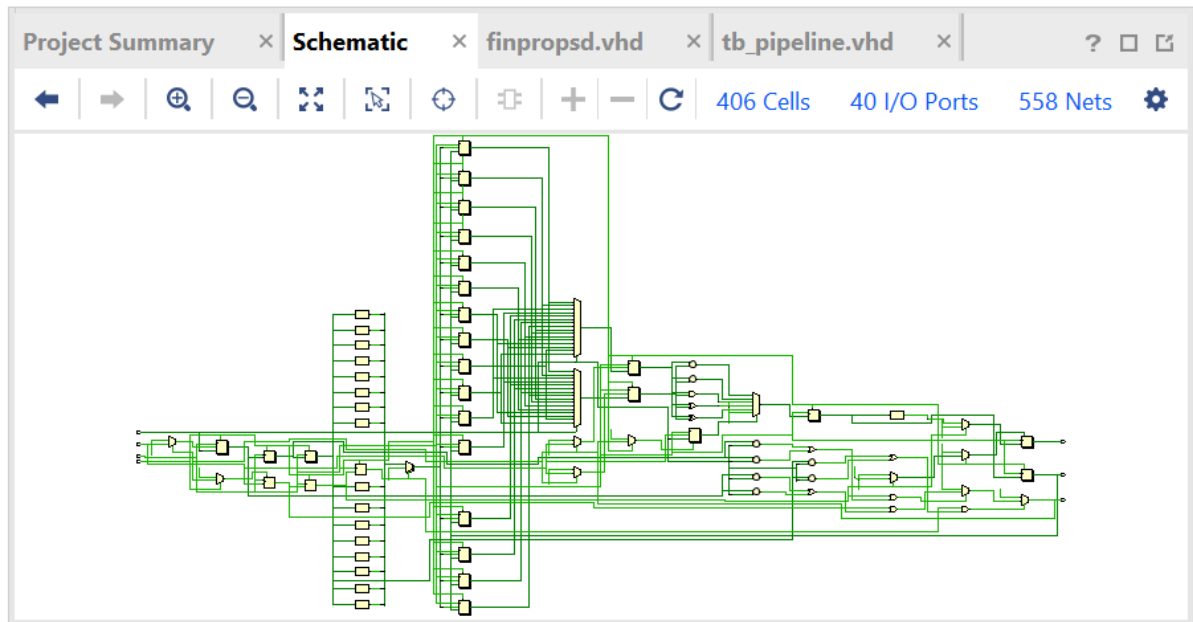 Project Summary × Schematic × finpropsd.vhd × tb_pipeline.vhd × ?
406 Cells 40 I/O Ports 558 Nets